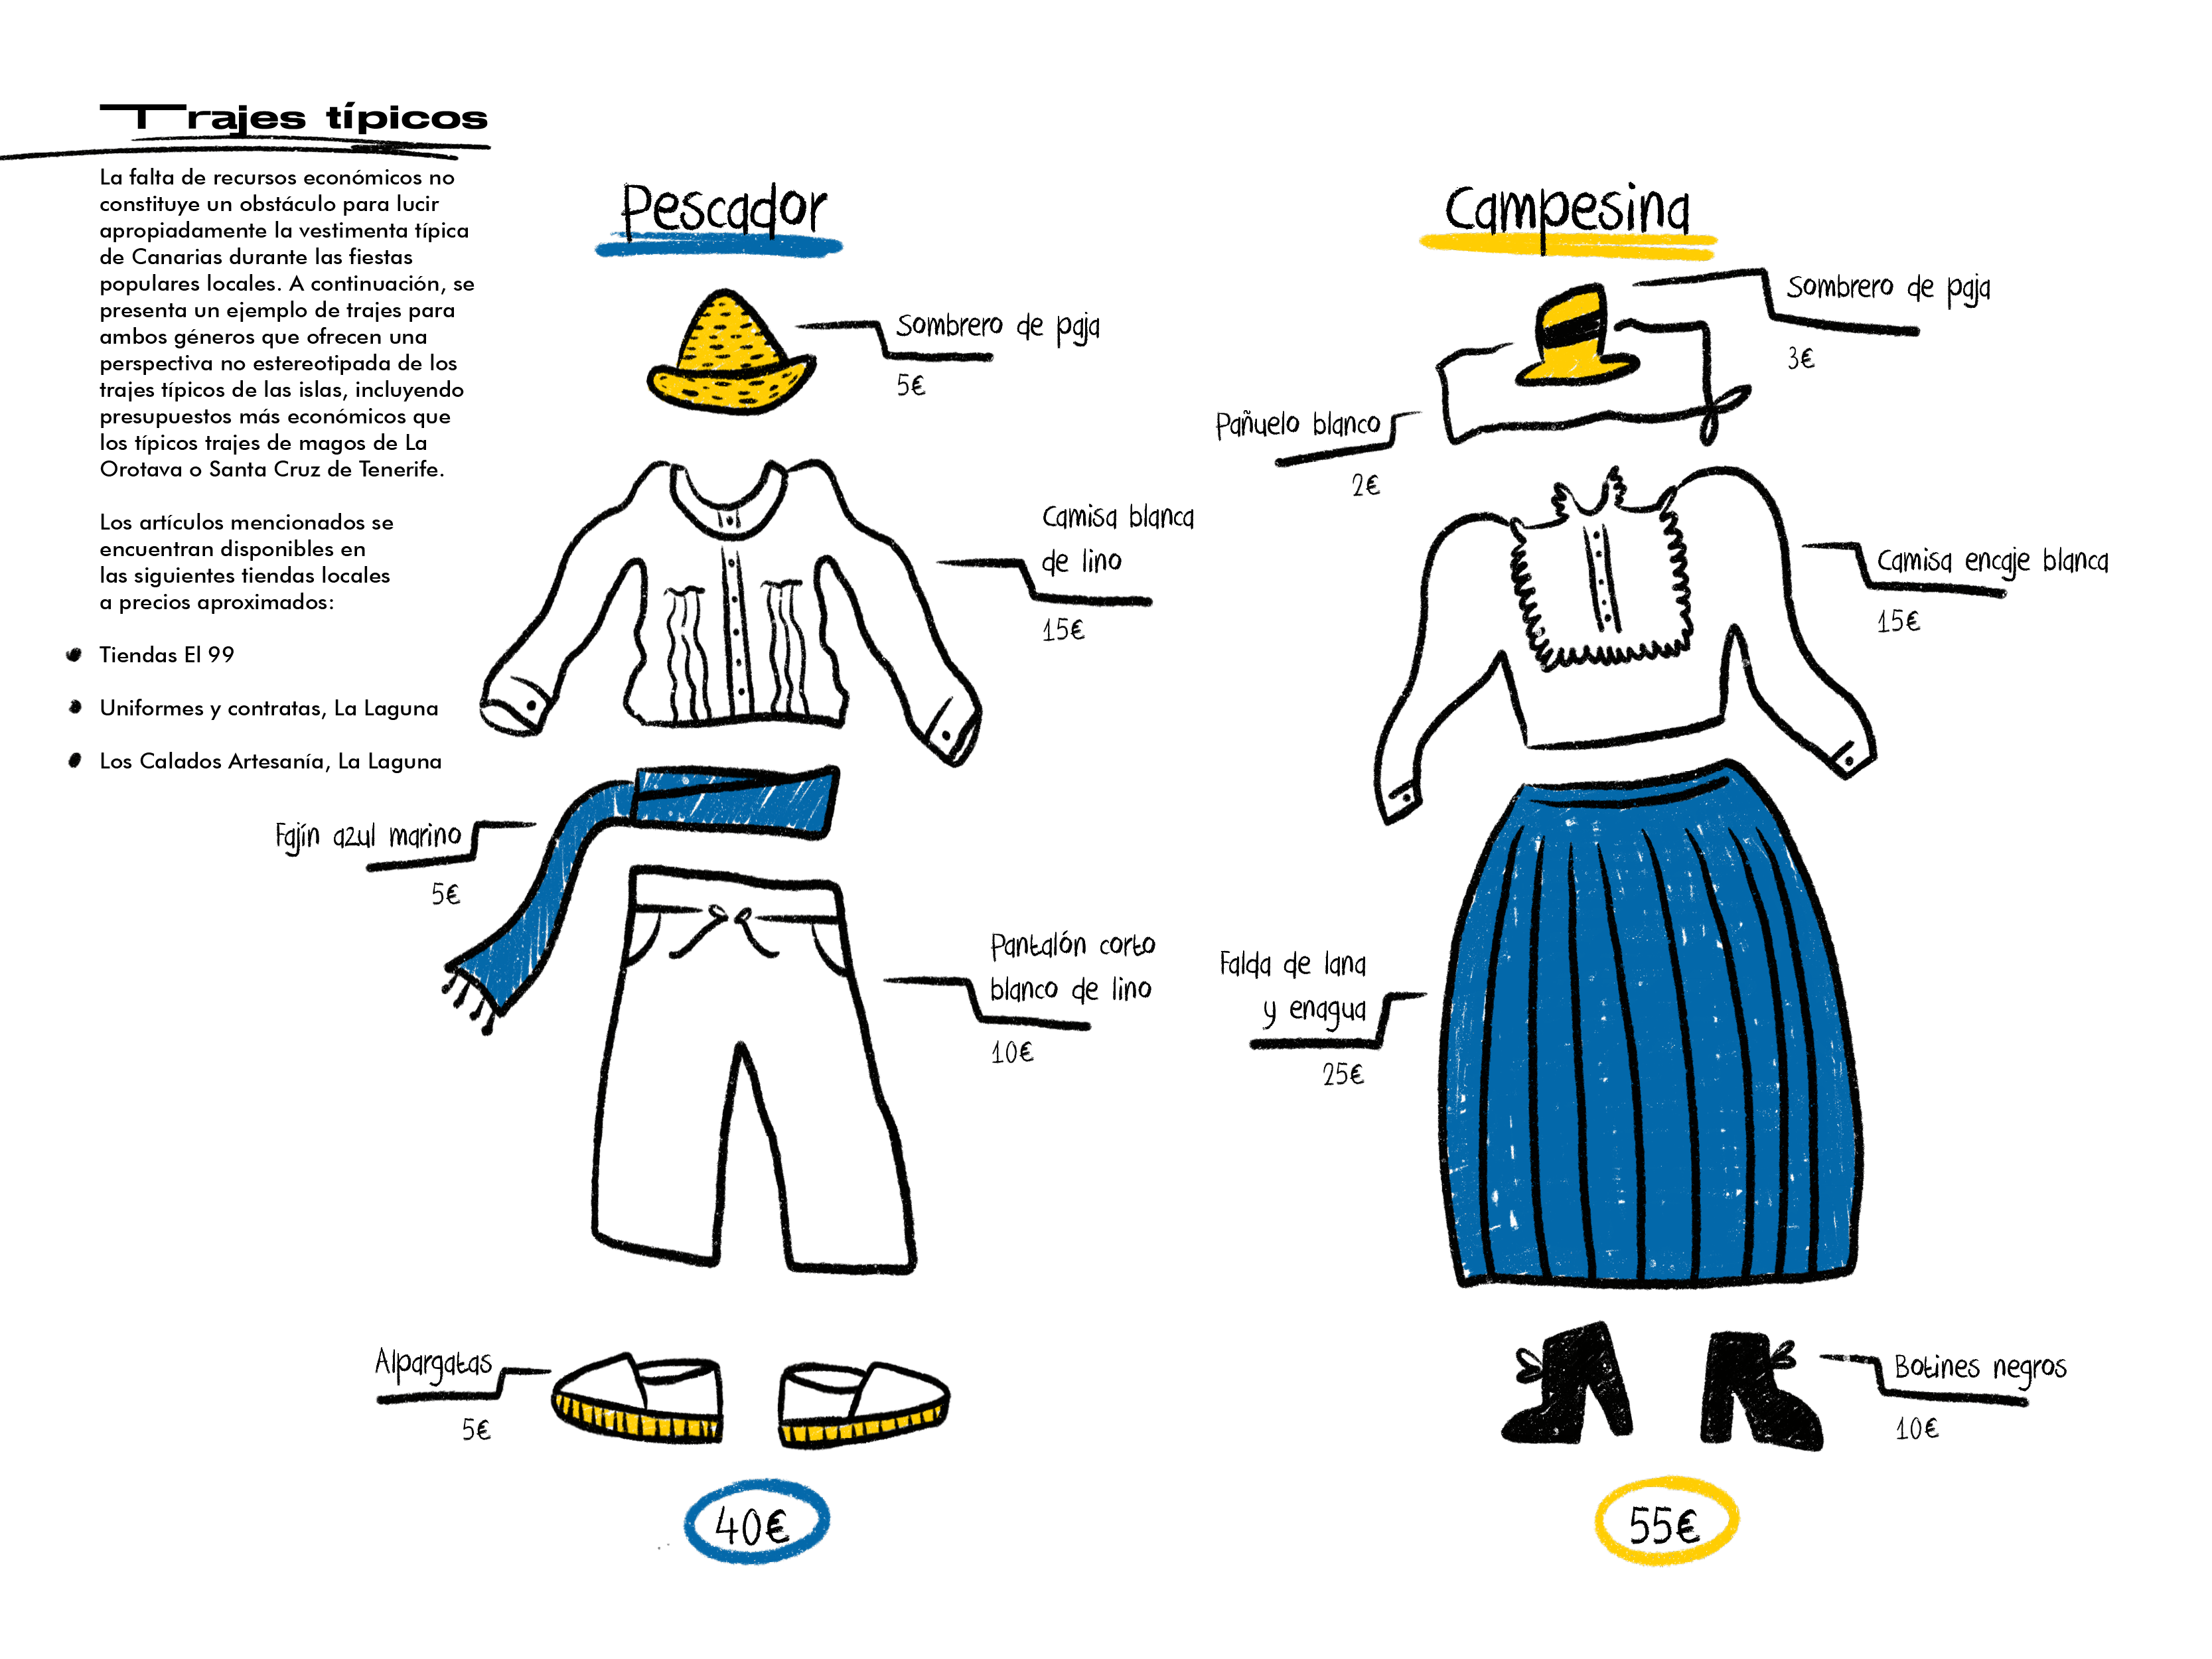 Trajes típicos
La falta de recursos económicos no
constituye un obstáculo para lucir
apropiadamente la vestimenta típica
de Canarias durante las fiestas
populares locales. A continuación, se
presenta un ejemplo de trajes para
ambos géneros que ofrecen una
perspectiva no estereotipada de los
trajes típicos de las islas, incluyendo
presupuestos más económicos que
los típicos trajes de magos de La
Orotava o Santa Cruz de Tenerife.
Los artículos mencionados se
encuentran disponibles en
las siguientes tiendas locales
a precios aproximados:
Tiendas El 99
Uniformes y contratas, La Laguna
Los Calados Artesanía, La Laguna
Pescador
Sombrero de paja
5€
Camisa blanca
de lino
15€
Fajín azul marino
5€
Pantalón corto
blanco de lino
10€
Alpargatas
5€
40€
Campesina
Sombrero de paja
3€
Pañuelo blanco
2€
Camisa encaje blanca
15€
Falda de lana
y enagua
25€
Botines negros
10€
55€